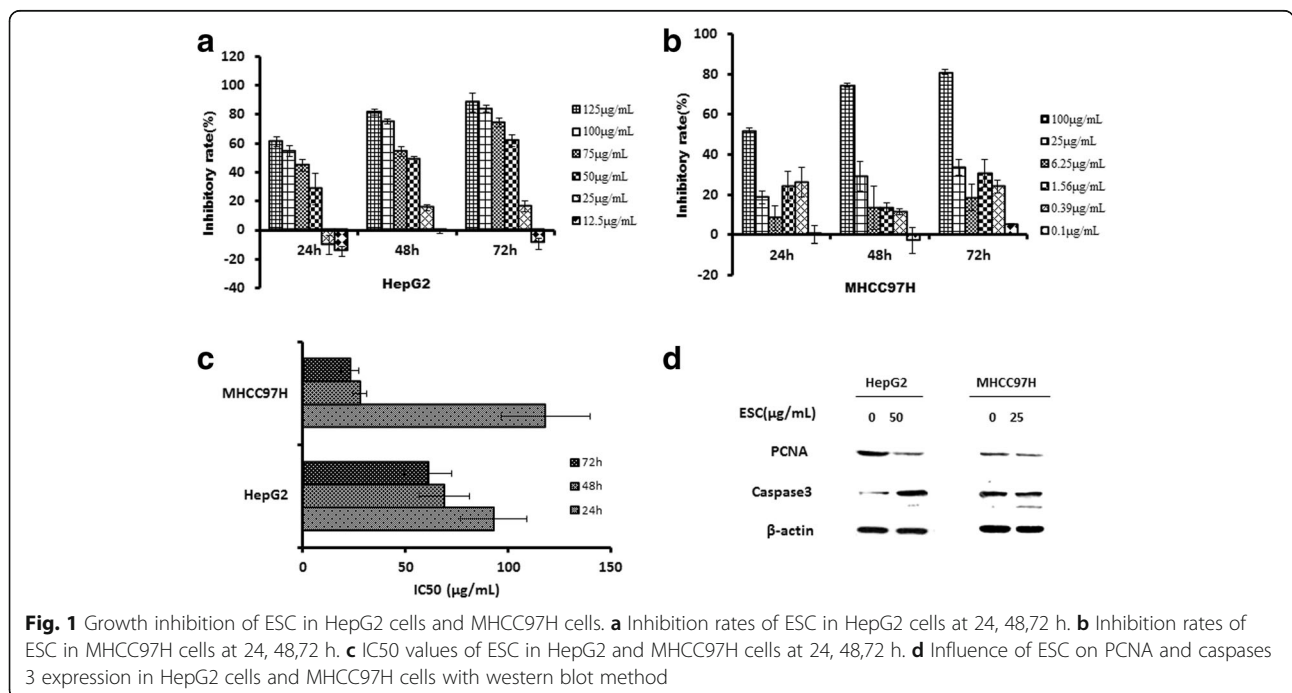 a
120
100
80
60
40
20
0
-20
-40
Inhibitory rate(%)
24h
48h
72h
HepG2
125μg/mL
100μg/mL
75μg/mL
50μg/mL
25μg/mL
12.5μg/mL
b
100
80
60
40
20
0
-20
Inhibitory rate(%)
24h
48h
72h
MHCC97H
100μg/mL
25μg/mL
6.25μg/mL
1.56μg/mL
0.39μg/mL
0.1μg/mL
c
MHCC97H
HepG2
72h
48h
24h
0 50 100 150
IC50 (μg/mL)
d
HepG2 MHCC97H
ESC(μg/mL) 0 50 0 25
PCNA
Caspase3
β-actin
Fig. 1 Growth inhibition of ESC in HepG2 cells and MHCC97H cells. a Inhibition rates of ESC in HepG2 cells at 24, 48,72 h. b Inhibition rates of
ESC in MHCC97H cells at 24, 48,72 h. c IC50 values of ESC in HepG2 and MHCC97H cells at 24, 48,72 h. d Influence of ESC on PCNA and caspases
3 expression in HepG2 cells and MHCC97H cells with western blot method